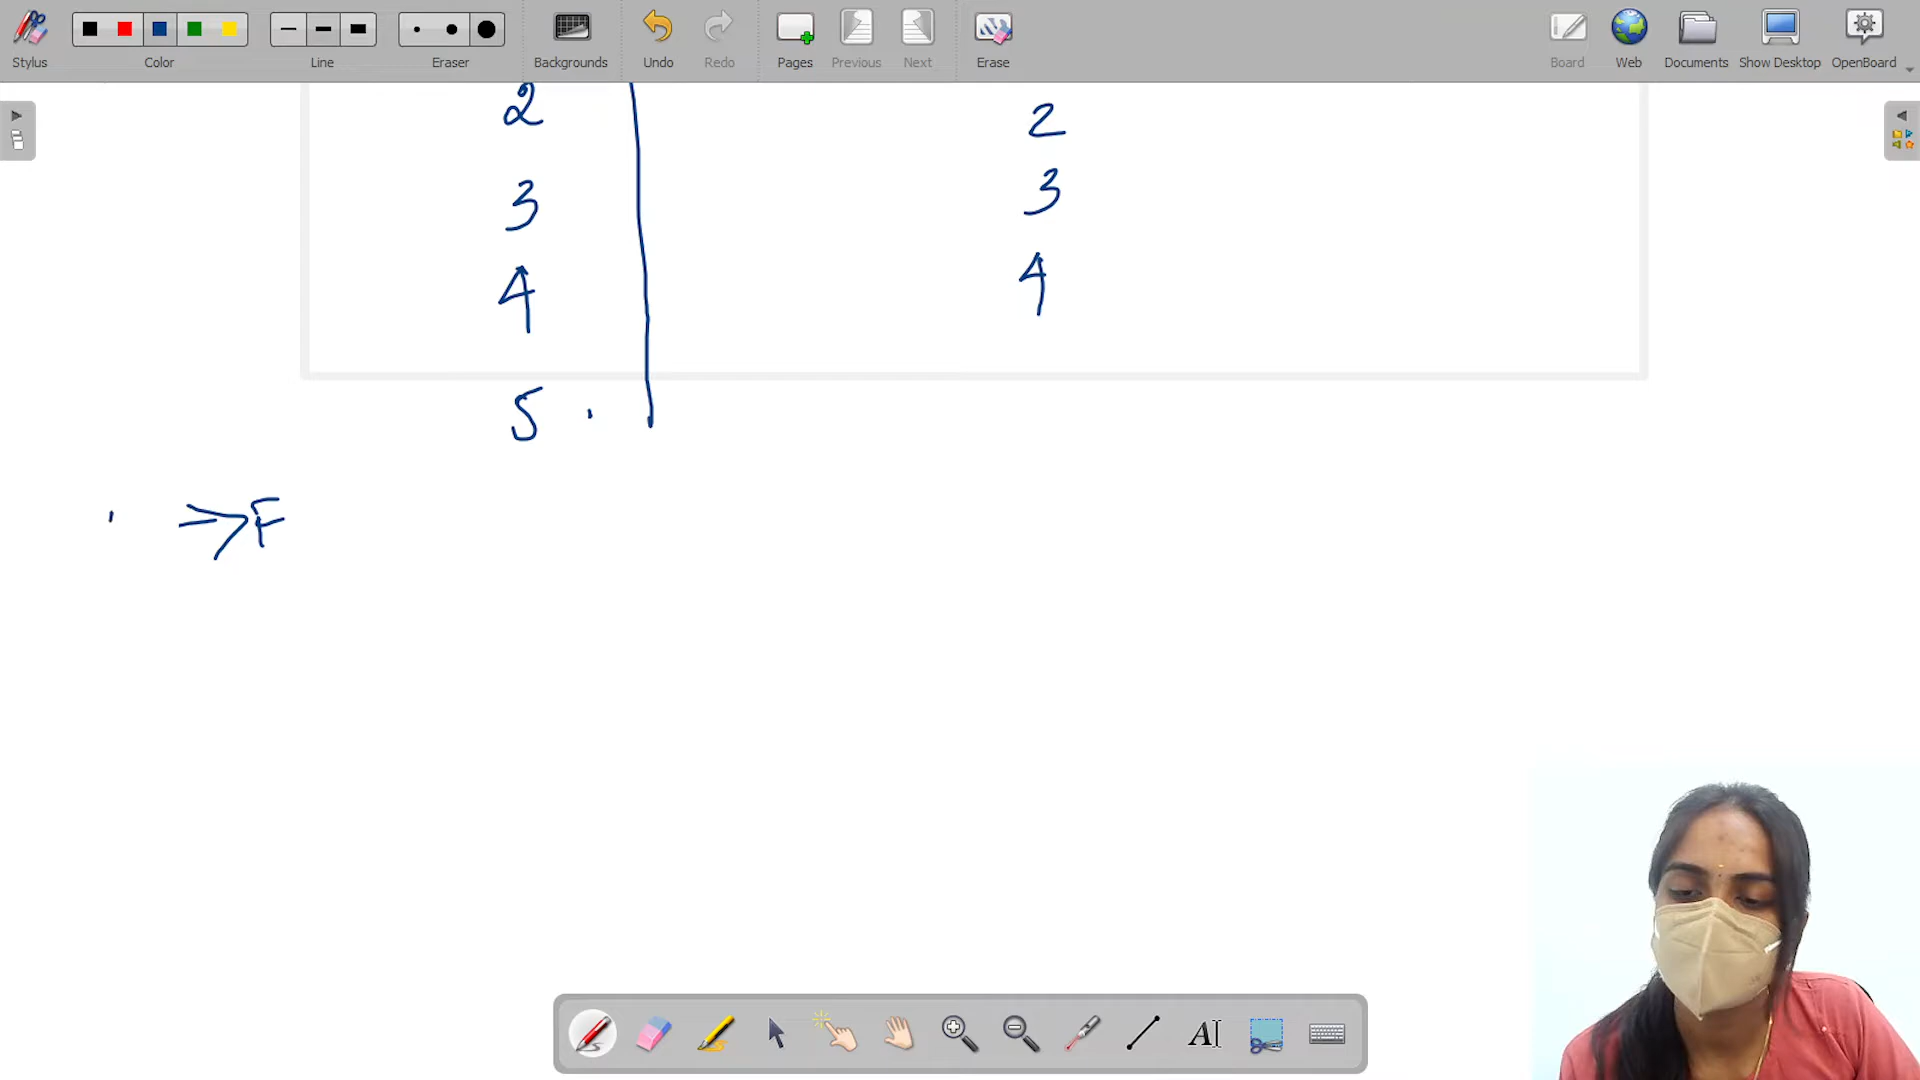 Stylus Color Line Eraser Backgrounds Undo Redo Pages Previous Next Erase Board Web Documents Show Desktop OpenBoard
2 2
3 3
4 4
5 .
. => F
A